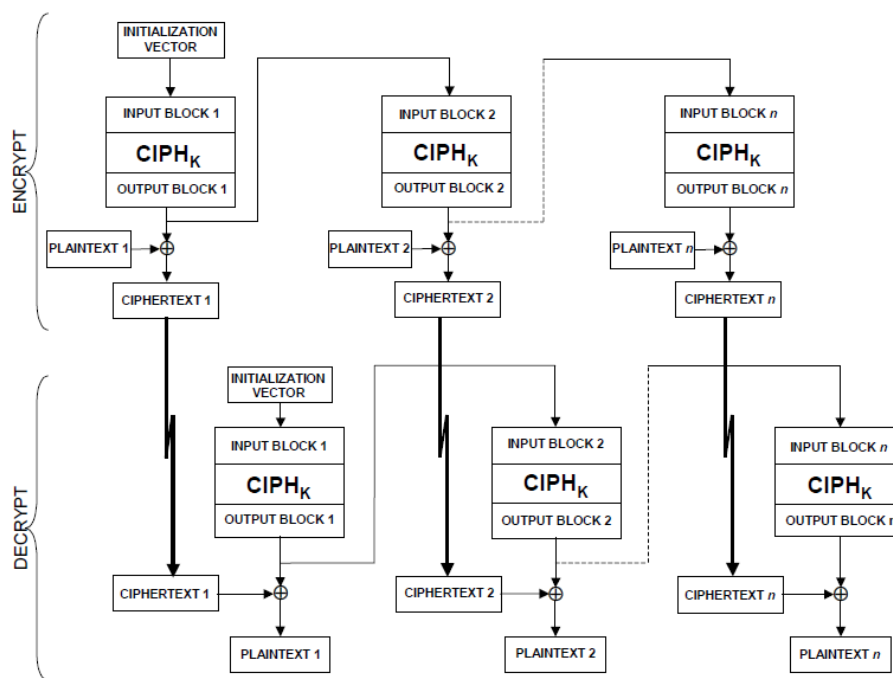 ENCRYPT
INITIALIZATION
VECTOR
INPUT BLOCK 1
CIPHK
OUTPUT BLOCK 1
INPUT BLOCK 2
CIPHK
OUTPUT BLOCK 2
INPUT BLOCK n
CIPHK
OUTPUT BLOCK n
PLAINTEXT 1
PLAINTEXT 2
PLAINTEXT n
CIPHERTEXT 1
CIPHERTEXT 2
CIPHERTEXT n
DECRYPT
INITIALIZATION
VECTOR
INPUT BLOCK 1
CIPHK
OUTPUT BLOCK 1
INPUT BLOCK 2
CIPHK
OUTPUT BLOCK 2
INPUT BLOCK n
CIPHK
OUTPUT BLOCK n
CIPHERTEXT 1
CIPHERTEXT 2
CIPHERTEXT n
PLAINTEXT 1
PLAINTEXT 2
PLAINTEXT n